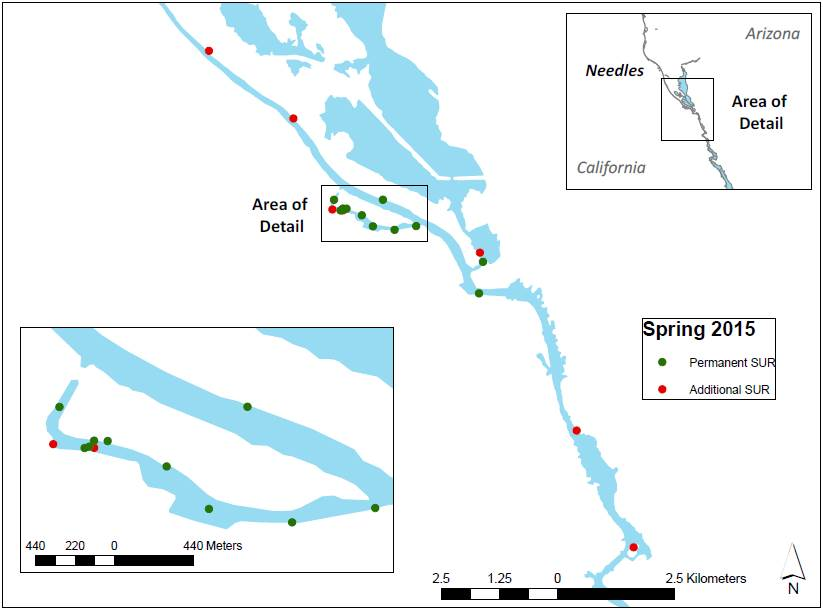 Arizona
Needles
Area of
Detail
California
Area of
Detail
Spring 2015
Permanent SUR
Additional SUR
440 220 0 440 Meters
2.5 1.25 0 2.5 Kilometers
N